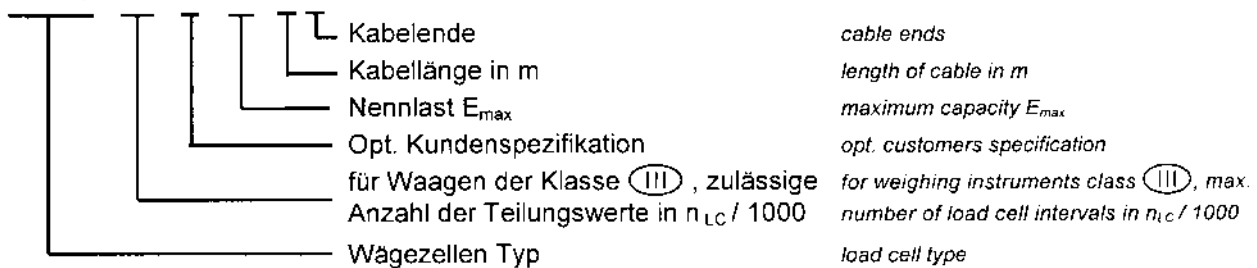 Kabelende cable ends
Kabellänge in m length of cable in m
Nennlast Emax maximum capacity Emax
Opt. Kundenspezifikation opt. customers specification
für Waagen der Klasse (III) , zulässige for weighing instruments class (III), max.
Anzahl der Teilungswerte in n LC / 1000 number of load cell intervals in nLC / 1000
Wägezellen Typ load cell type